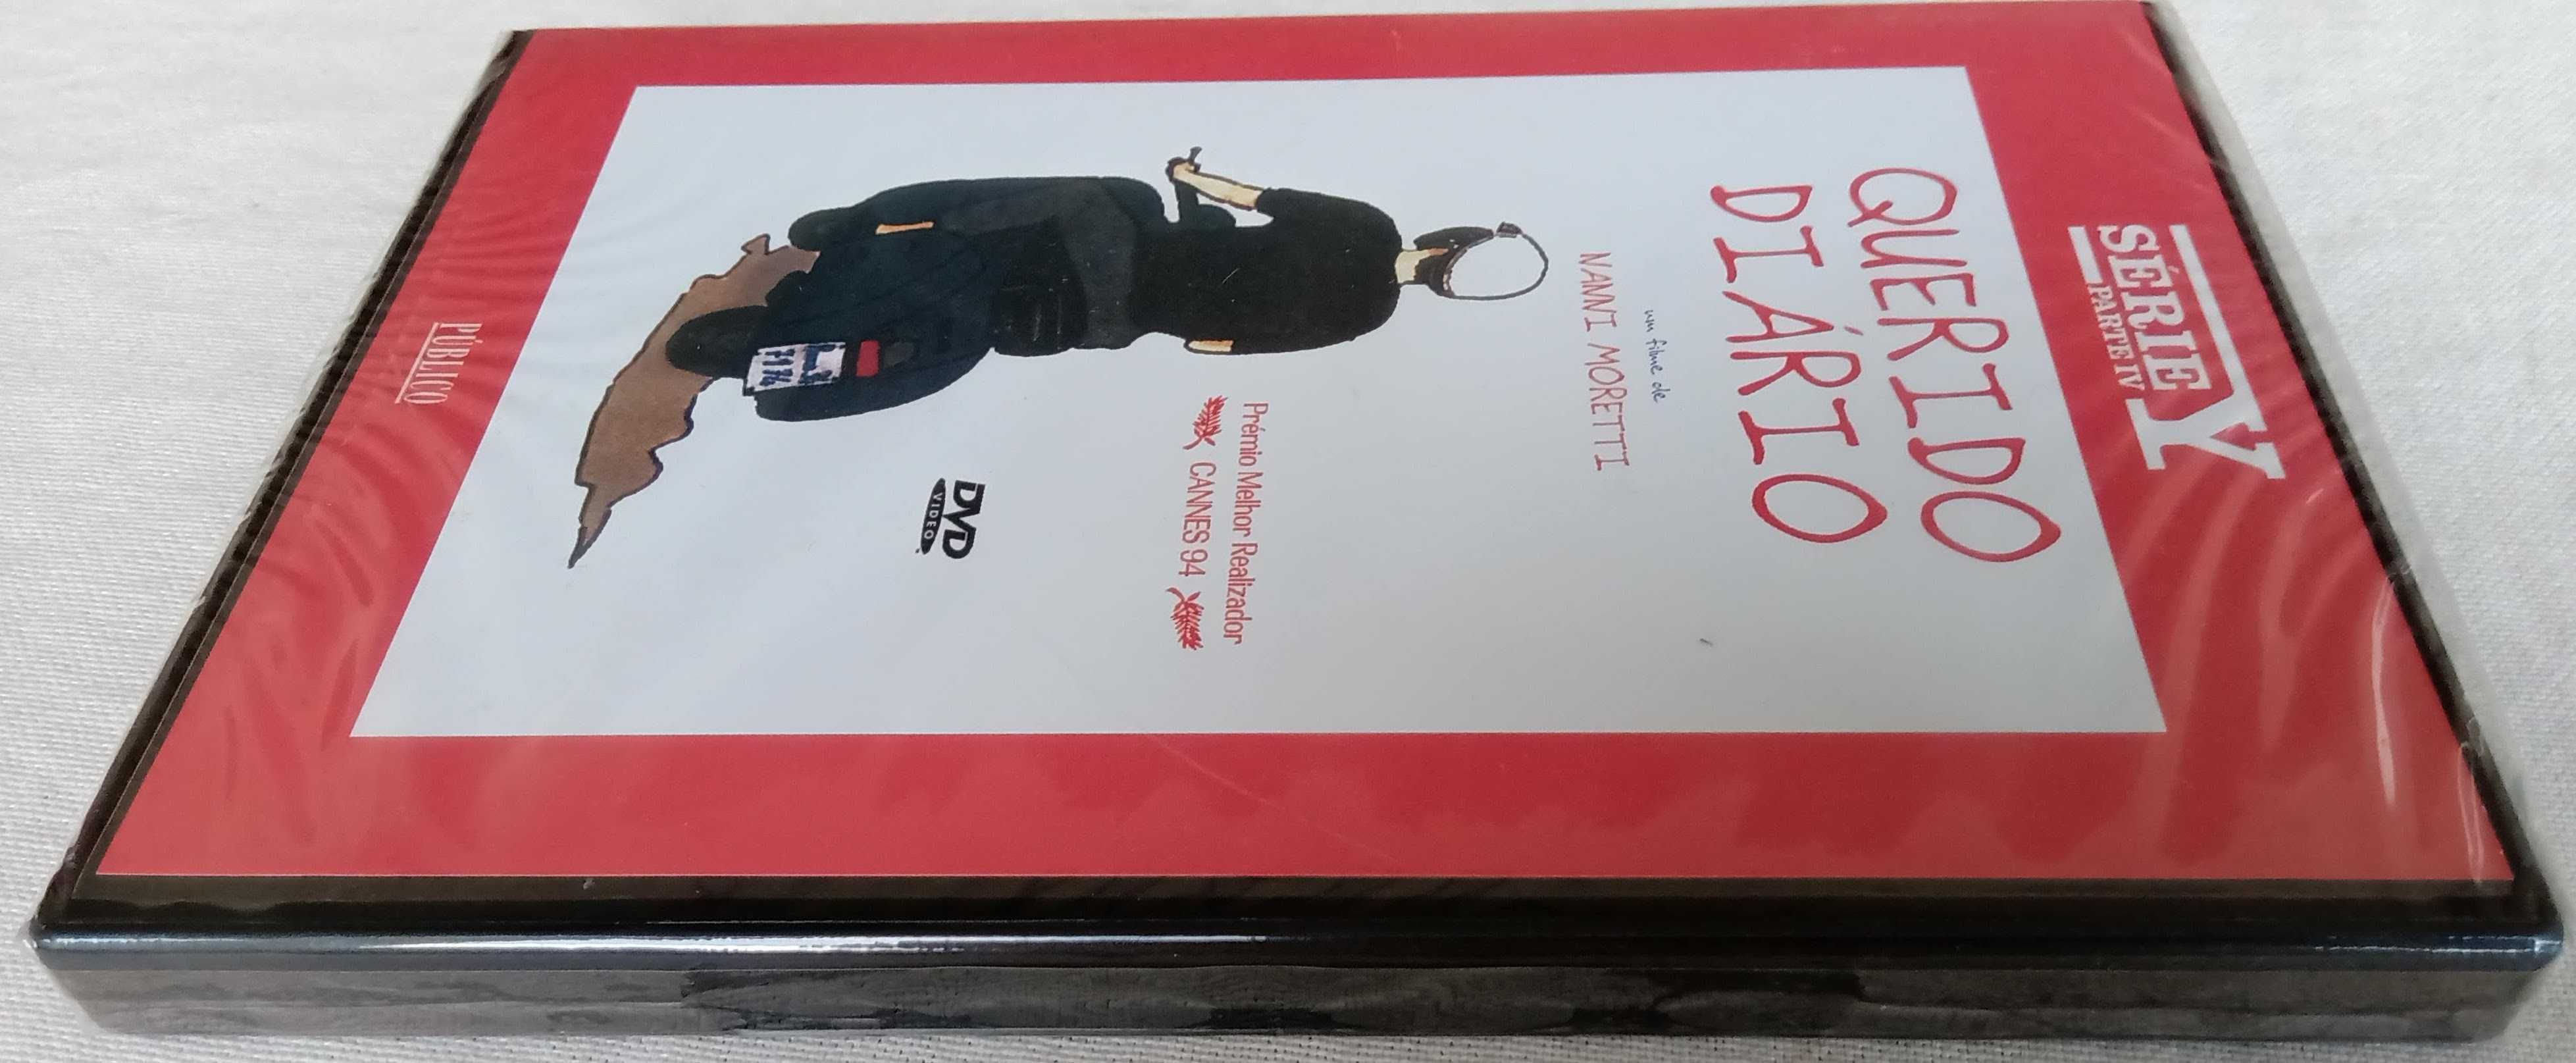 SÉRIE Y
PARTE IV
QUERIDO
DIÁRIO
um filme de
NANNI MORETTI
Prémio Melhor Realizador
CANNES 94
DVD
VIDEO
PÚBLICO